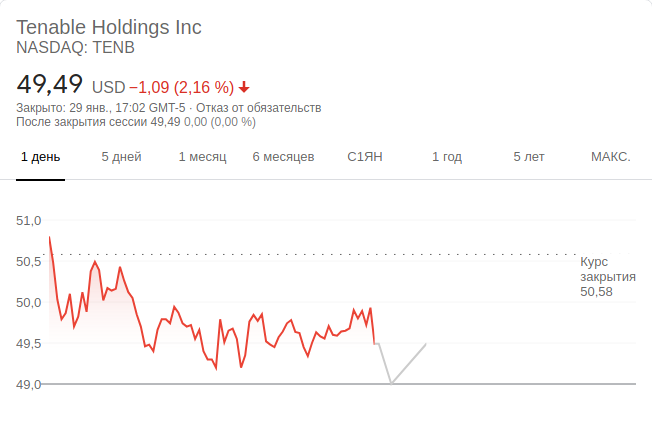 Tenable Holdings Inc
NASDAQ: TENB
49,49 USD −1,09 (2,16 %)
Закрыто: 29 янв., 17:02 GMT-5 · Отказ от обязательств
После закрытия сессии 49,49 0,00 (0,00 %)
1 день 5 дней 1 месяц 6 месяцев С1ЯН 1 год 5 лет МАКС.
51,0
50,5
Курс
закрытия
50,58
50,0
49,5
49,0